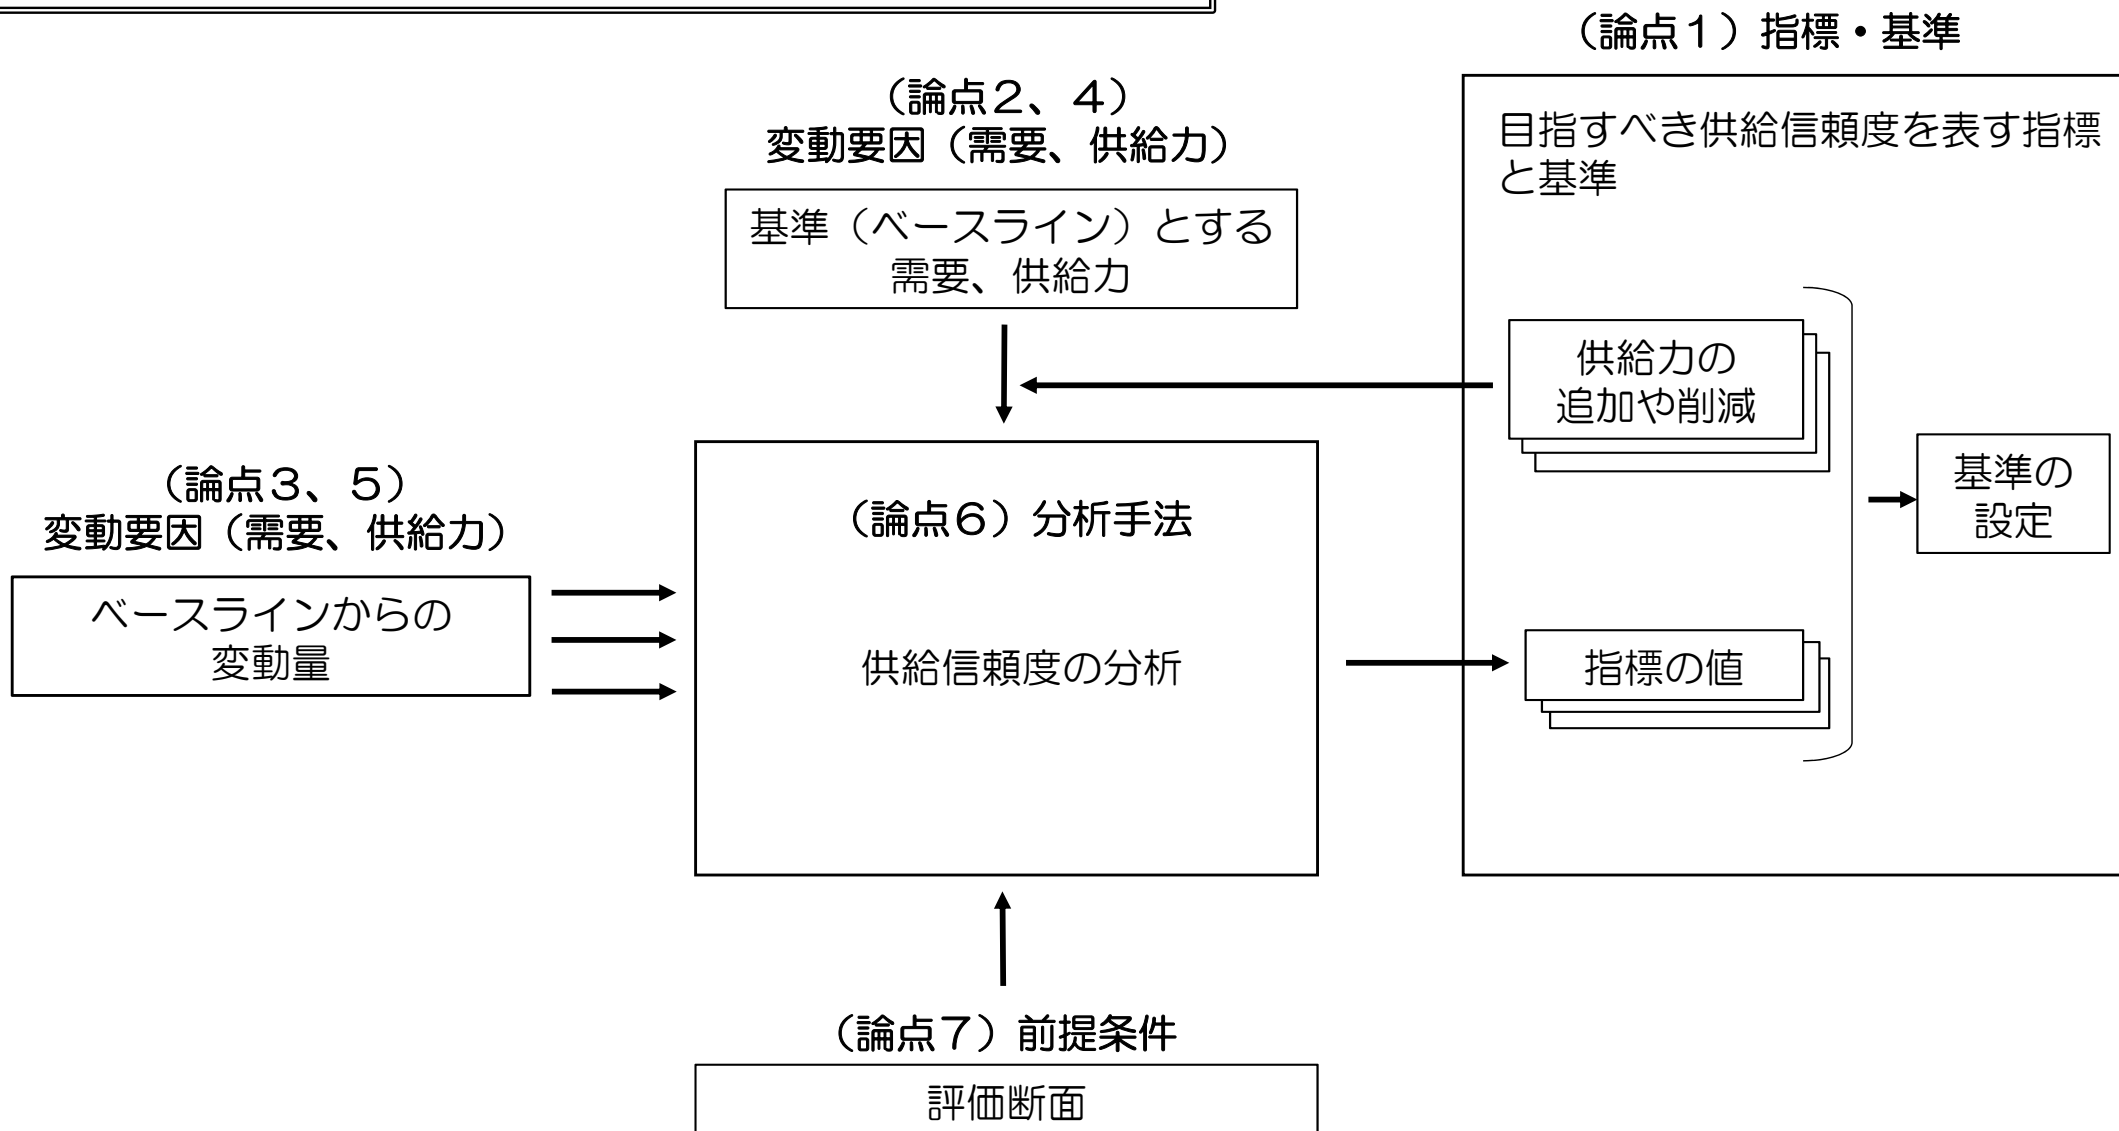 （論点１）指標・基準
目指すべき供給信頼度を表す指標
と基準
（論点２、４）
変動要因（需要、供給力）
基準（ベースライン）とする
需要、供給力
供給力の
追加や削減
基準の
設定
（論点３、５）
変動要因（需要、供給力）
ベースラインからの
変動量
（論点６）分析手法
供給信頼度の分析
指標の値
（論点７）前提条件
評価断面